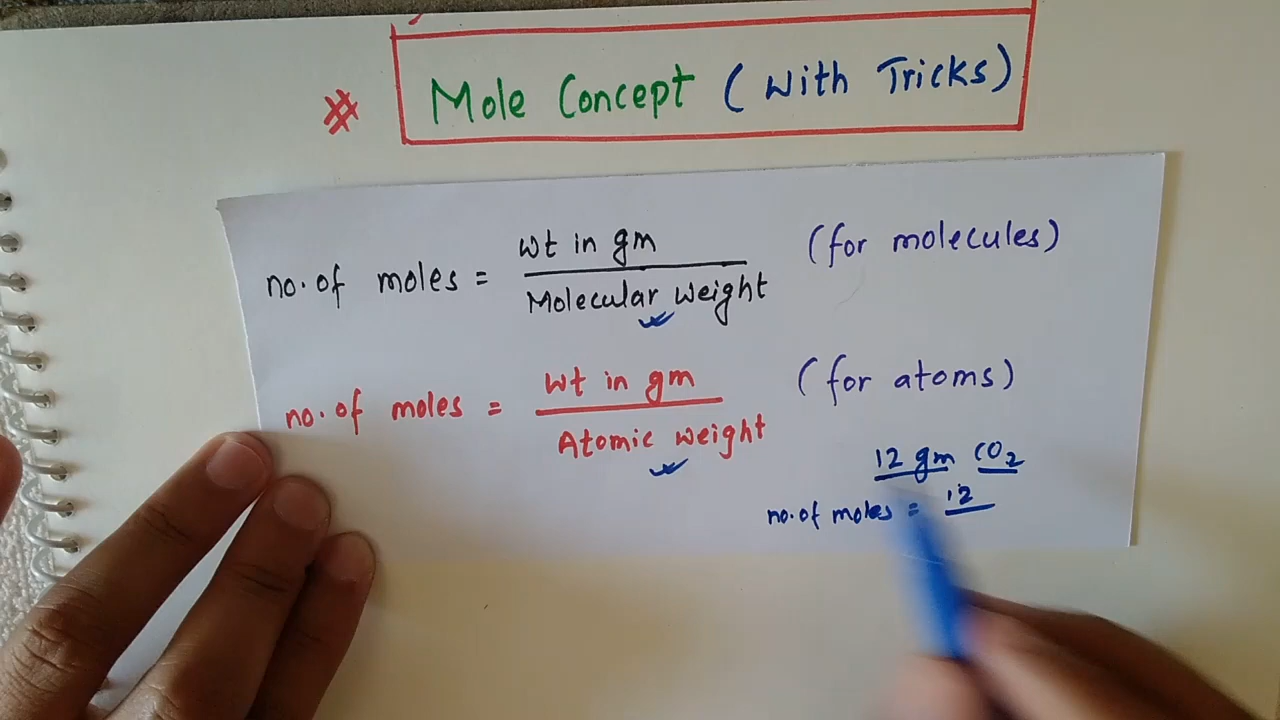 # Mole Concept (with Tricks)
no. of moles = wt in gm / Molecular weight (for molecules)
no. of moles = wt in gm / Atomic weight (for atoms)
12 gm CO₂
no. of moles = 12